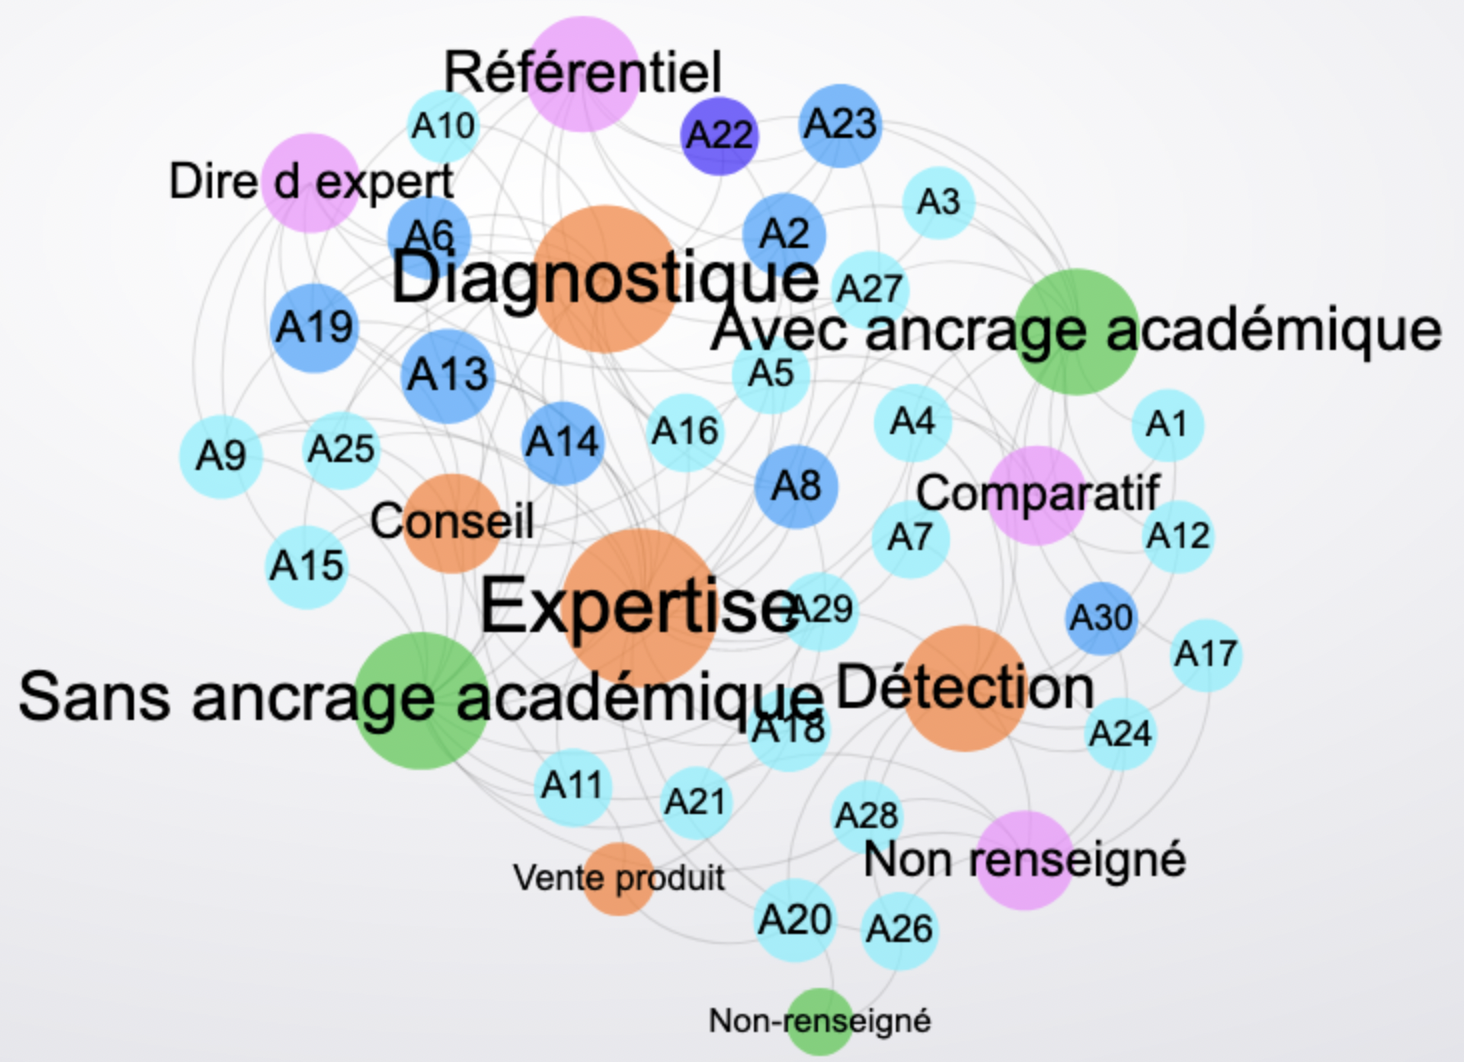 Référentiel
A10
A22
A23
Dire d expert
A3
A6
A2
Diagnostique
A27
A19
Avec ancrage académique
A13
A5
A9
A25
A14
A16
A4
A1
A8
Comparatif
Conseil
A7
A12
A15
Expertise
A29
A30
A17
Sans ancrage académique
Détection
A18
A24
A11
A21
A28
Non renseigné
Vente produit
A20
A26
Non-renseigné